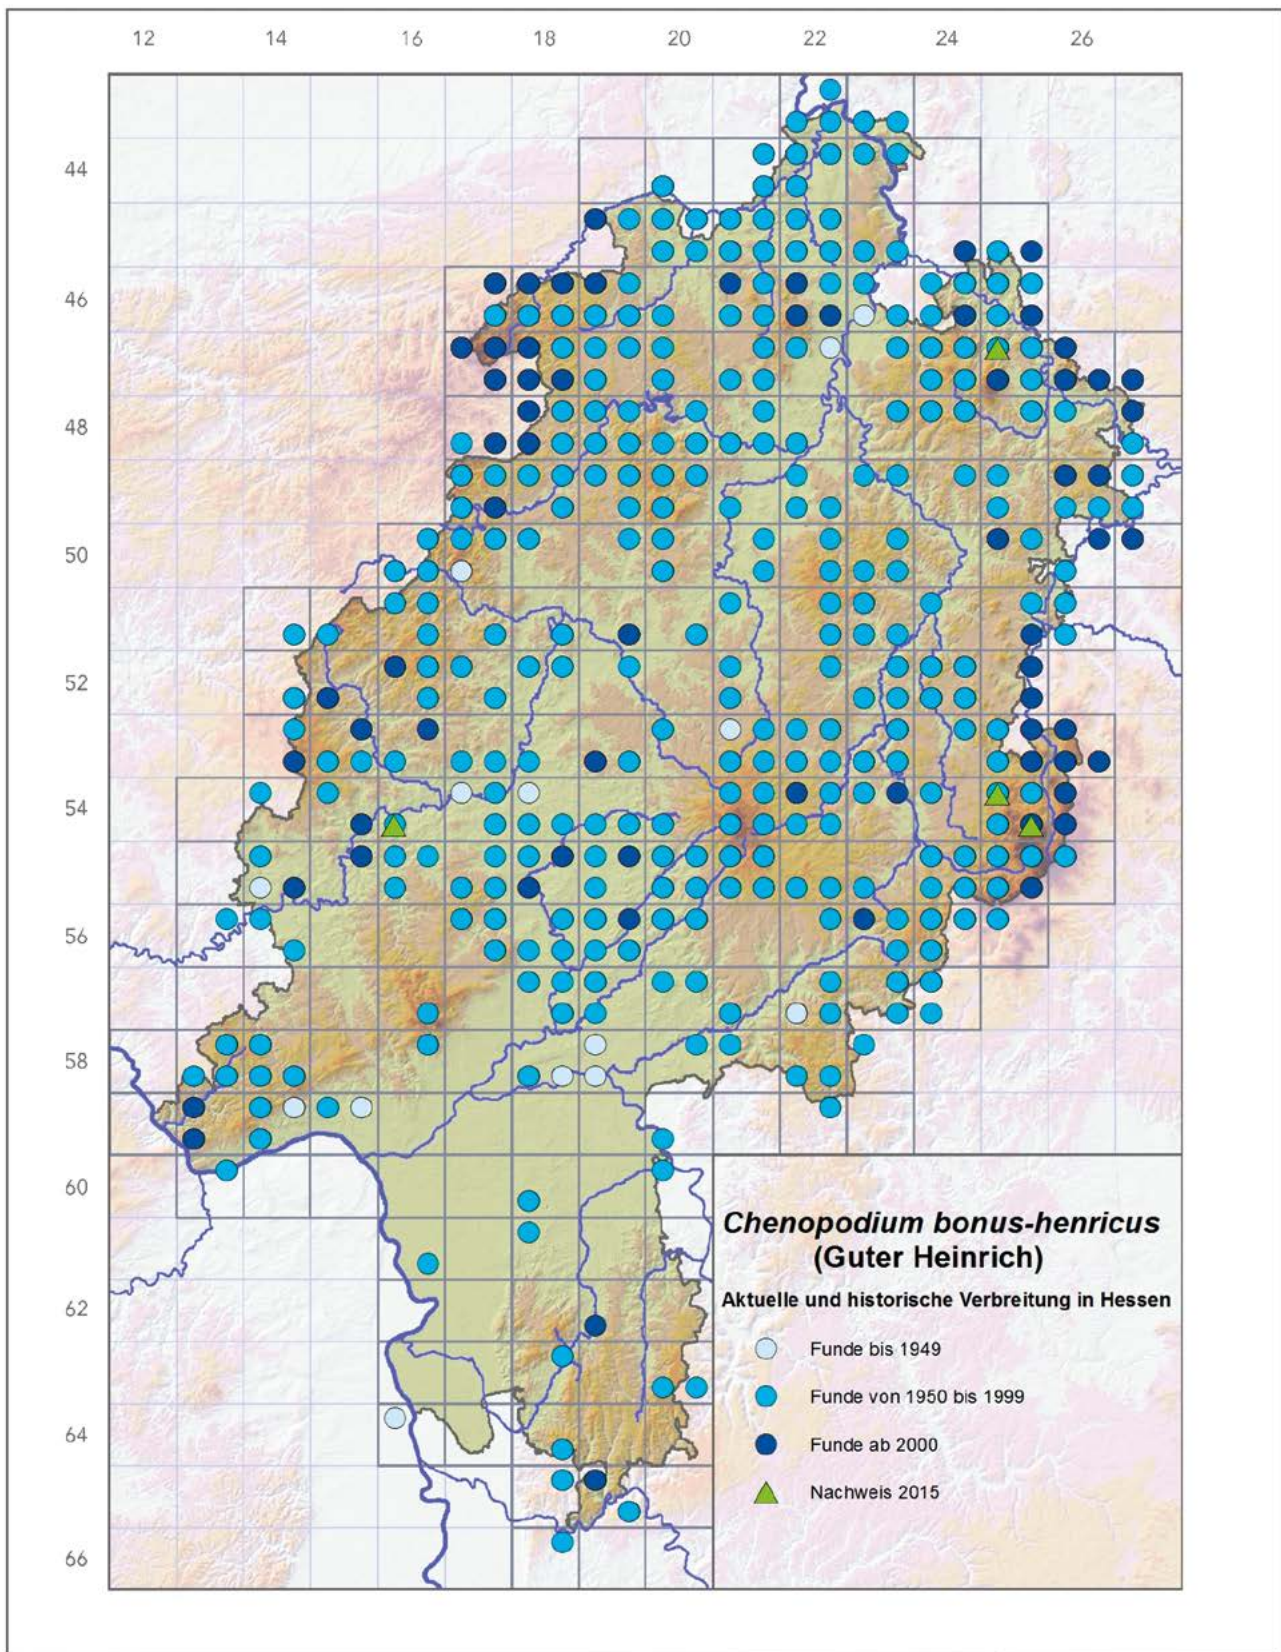 12 14 16 18 20 22 24 26
44
46
48
50
52
54
56
58
60
62
64
66
Chenopodium bonus-henricus
(Guter Heinrich)
Aktuelle und historische Verbreitung in Hessen
Funde bis 1949
Funde von 1950 bis 1999
Funde ab 2000
Nachweis 2015